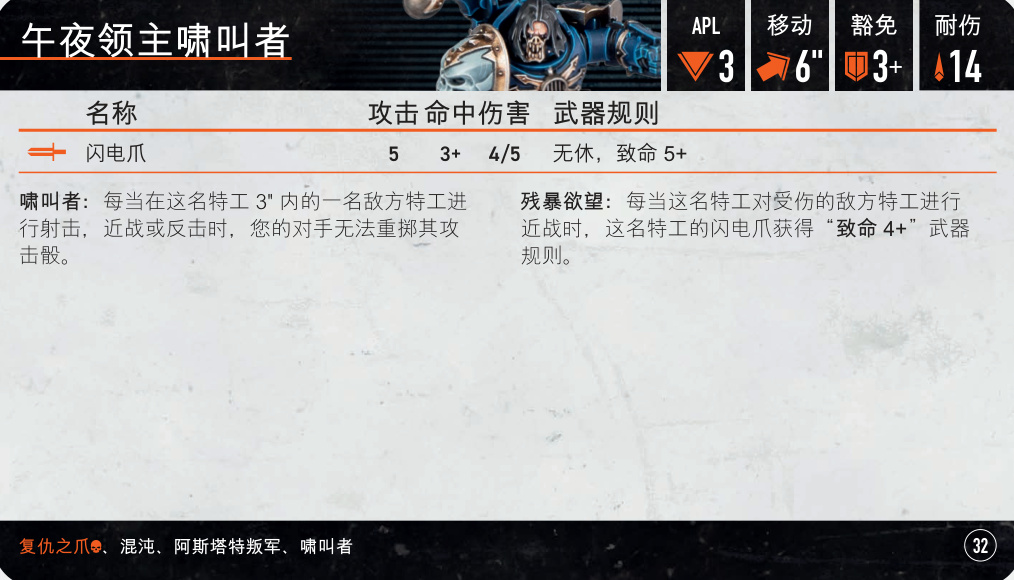 午夜领主啸叫者
APL 移动 豁免 耐伤
3 6" 3+ 14
名称 攻击 命中 伤害 武器规则
闪电爪 5 3+ 4/5 无休，致命 5+
啸叫者：每当在这名特工 3" 内的一名敌方特工进
行射击，近战或反击时，您的对手无法重掷其攻
击骰。
残暴欲望：每当这名特工对受伤的敌方特工进行
近战时，这名特工的闪电爪获得“致命 4+”武器
规则。
复仇之爪、混沌、阿斯塔特叛军、啸叫者
32